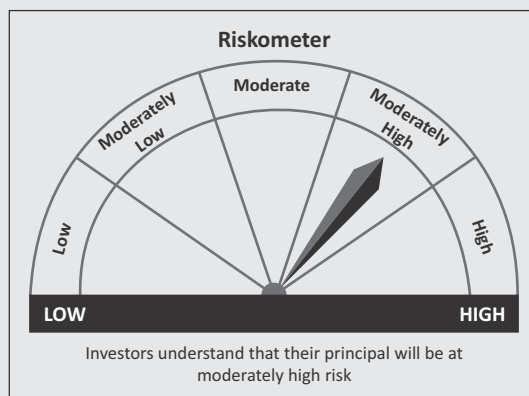 Riskometer
Moderate
Moderately
Low
Moderately
High
Low
High
LOW
HIGH
Investors understand that their principal will be at
moderately high risk